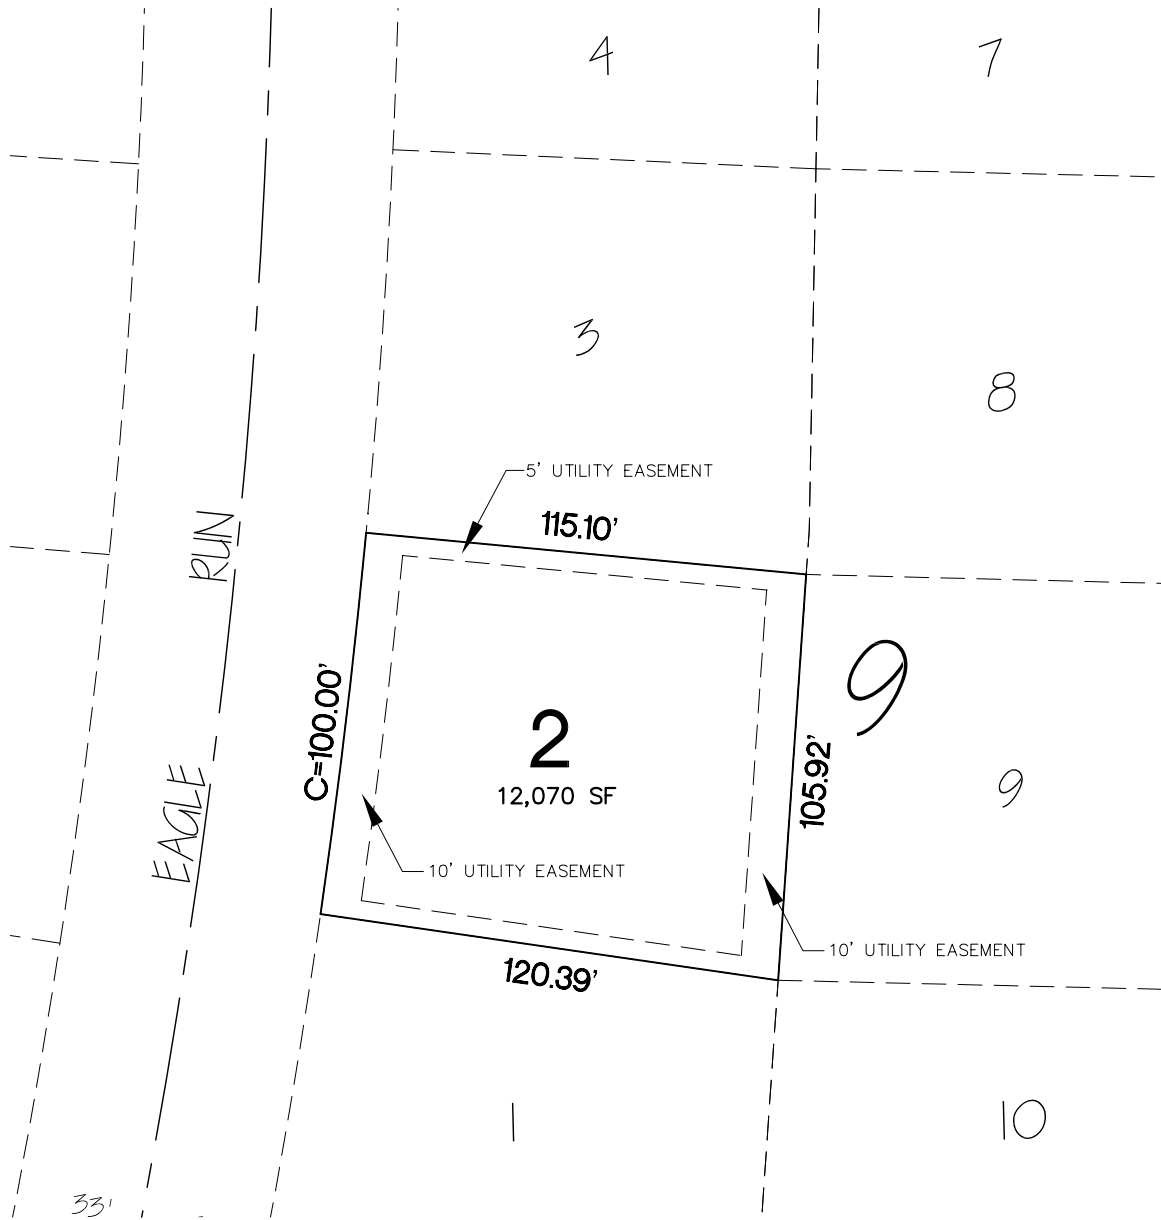 4
7
3
8
5' UTILITY EASEMENT
115.10'
RUN
9
C=100.00'
2
12,070 SF
105.92'
9
EAGLE
10' UTILITY EASEMENT
10' UTILITY EASEMENT
120.39'
1
10
33'